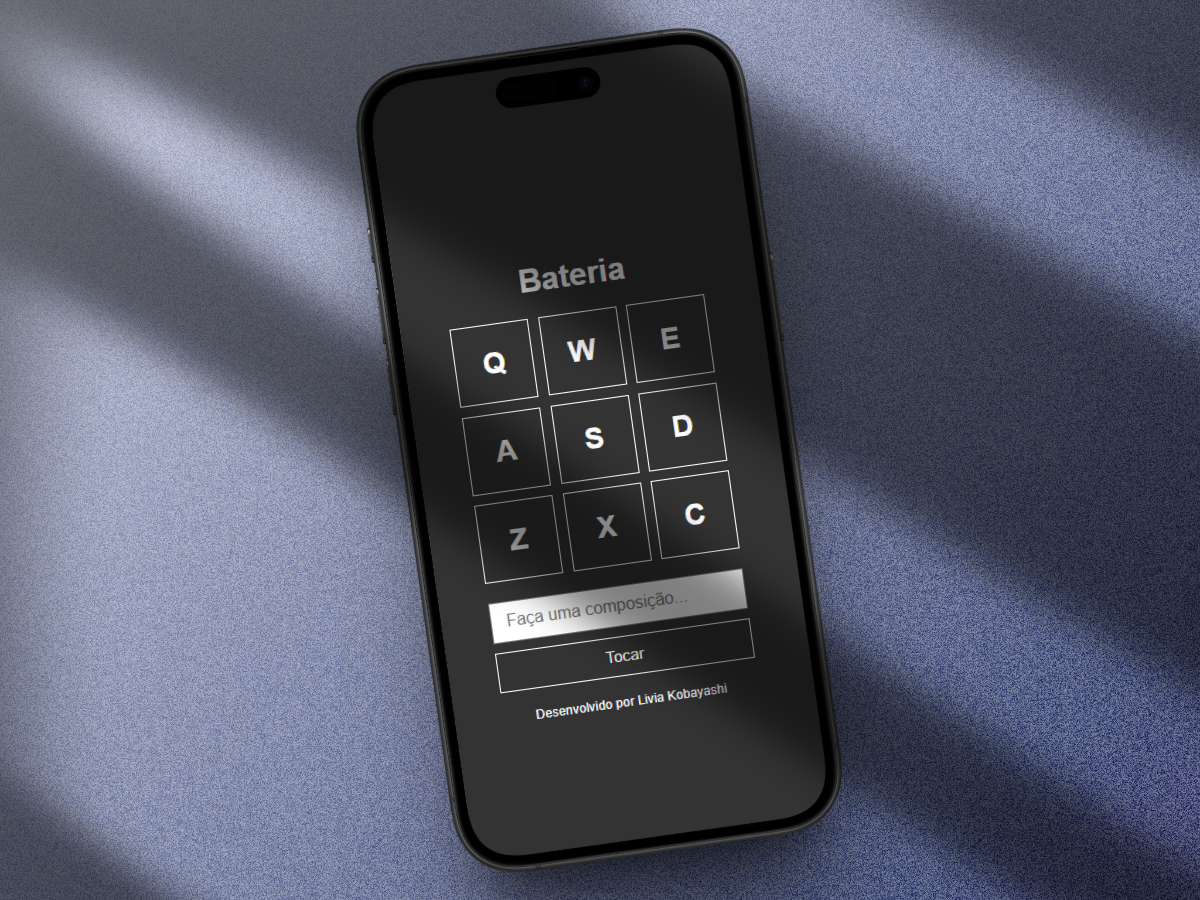 Bateria
Q W E
A S D
Z X C
Faça uma composição...
Tocar
Desenvolvido por Livia Kobayashi